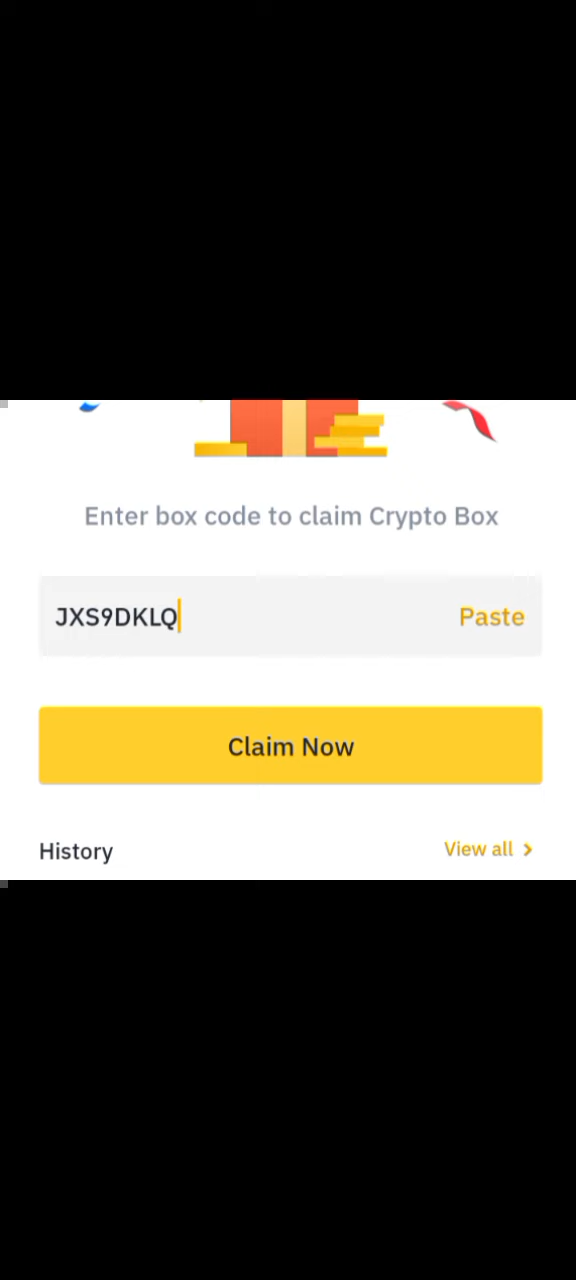 Enter box code to claim Crypto Box
JXS9DKLQ
Paste
Claim Now
History
View all